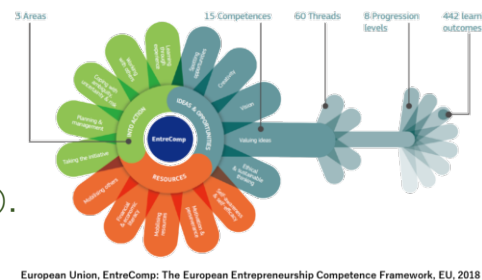 3 Areas
15 Competences
60 Threads
8 Progression
levels
442 learn
outcomes
Learning
through
experience
Working
with others
Coping with
ambiguity,
uncertainty & risk
Planning &
management
Taking the initiative
INTO ACTION
Spotting
opportunities
Creativity
Vision
Valuing ideas
Ethical
& sustainable
thinking
IDEAS & OPPORTUNITIES
EntreComp
RESOURCES
Mobilising others
Financial
& economic
literacy
Mobilising
resources
Motivation &
perseverance
Self-awareness
& self-efficacy
).
European Union, EntreComp: The European Entrepreneurship Competence Framework, EU, 2018